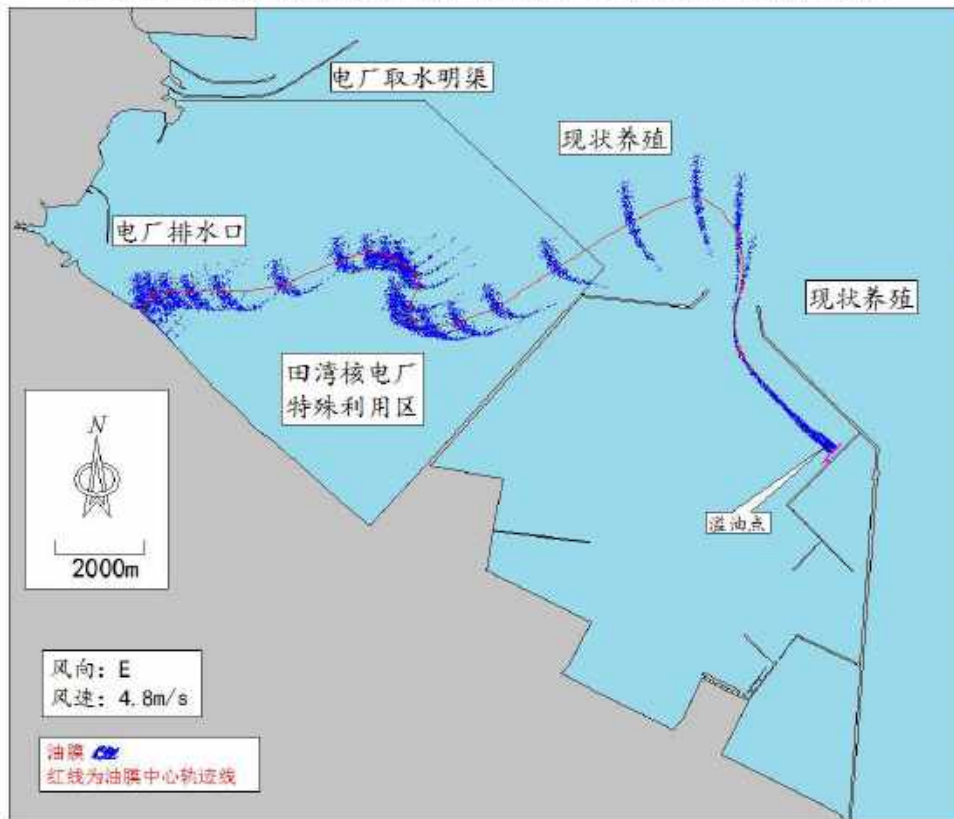 电厂取水明渠
现状养殖
电厂排水口
现状养殖
田湾核电厂
特殊利用区
N
溢油点
2000m
风向: E
风速: 4.8m/s
油膜
红线为油膜中心轨迹线